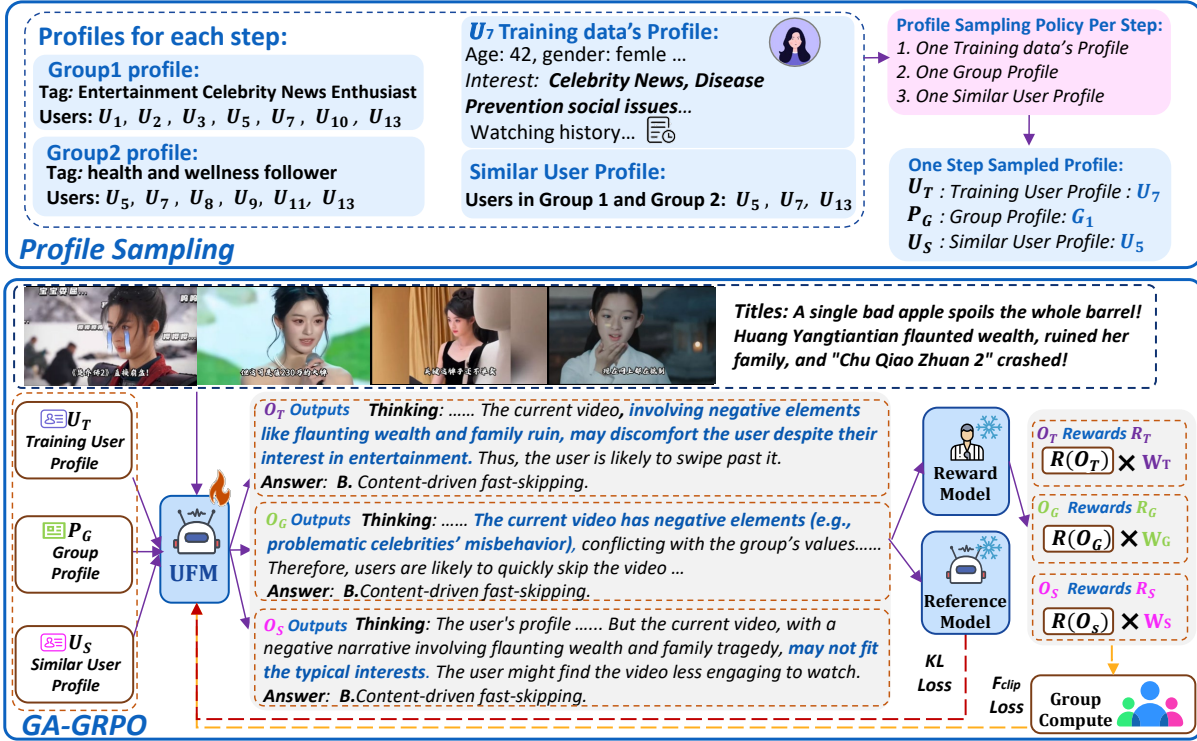 Profiles for each step:
Group1 profile:
Tag: Entertainment Celebrity News Enthusiast
Users: U1, U2 , U3 , U5 , U7 , U10 , U13
Group2 profile:
Tag: health and wellness follower
Users: U5 , U7 , U8 , U9, U11, U13
Profile Sampling
U7 Training data's Profile:
Age: 42, gender: femle ...
Interest: Celebrity News, Disease
Prevention social issues...
Watching history...
Similar User Profile:
Users in Group 1 and Group 2: U5 , U7, U13
Profile Sampling Policy Per Step:
1. One Training data's Profile
2. One Group Profile
3. One Similar User Profile
One Step Sampled Profile:
UT : Training User Profile : U7
PG : Group Profile: G1
US : Similar User Profile: U5
Titles: A single bad apple spoils the whole barrel!
Huang Yangtiantian flaunted wealth, ruined her
family, and "Chu Qiao Zhuan 2" crashed!
UT
Training User
Profile
PG
Group
Profile
US
Similar User
Profile
UFM
OT Outputs Thinking: ...... The current video, involving negative elements
like flaunting wealth and family ruin, may discomfort the user despite their
interest in entertainment. Thus, the user is likely to swipe past it.
Answer: B. Content-driven fast-skipping.
OG Outputs Thinking: ...... The current video has negative elements (e.g.,
problematic celebrities' misbehavior), conflicting with the group's values......
Therefore, users are likely to quickly skip the video ...
Answer: B.Content-driven fast-skipping.
OS Outputs Thinking: The user's profile ...... But the current video, with a
negative narrative involving flaunting wealth and family tragedy, may not fit
the typical interests. The user might find the video less engaging to watch.
Answer: B.Content-driven fast-skipping.
Reward
Model
Reference
Model
OT Rewards RT
R(OT) × WT
OG Rewards RG
R(OG) × WG
OS Rewards RS
R(Os) × WS
KL
Loss
Fclip
Loss
Group
Compute
GA-GRPO